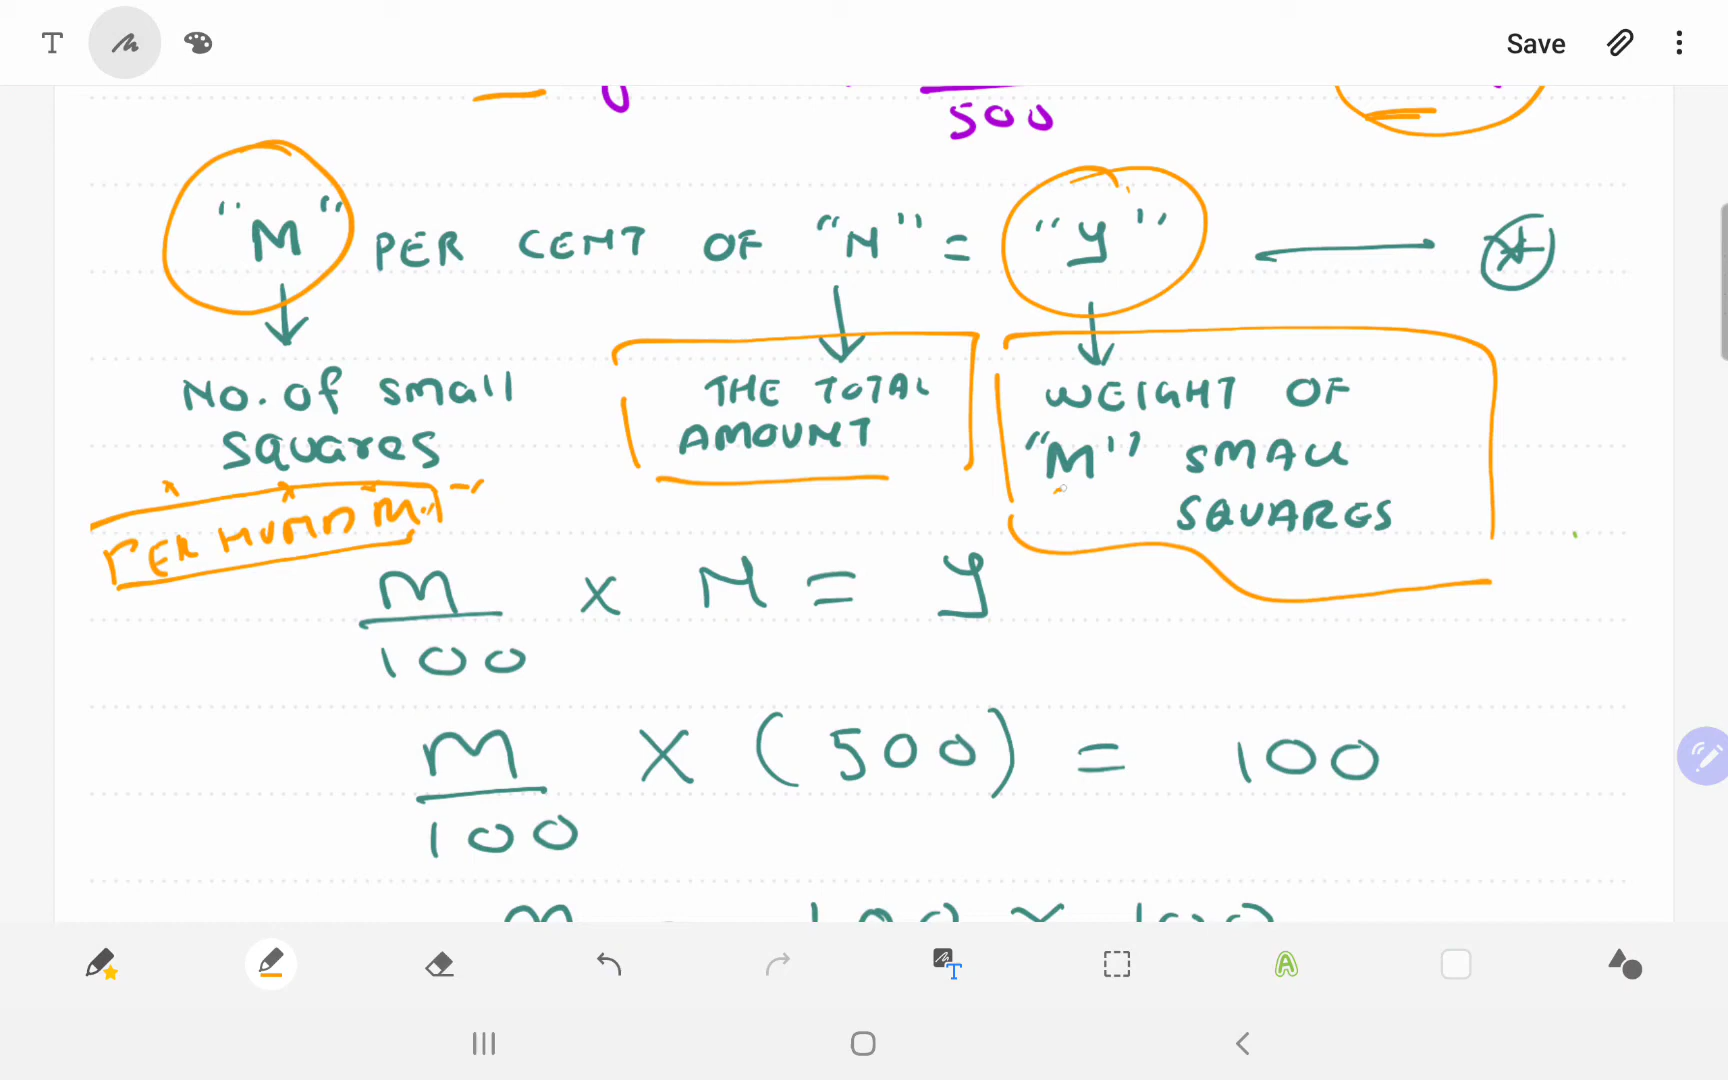 T Save
500
"M" PER CENT OF "N" = "Y"
No. of small squares
THE TOTAL AMOUNT
WEIGHT OF "M" SMALL SQUARES
PER HUNDM.
m/100 x N = y
m/100 X (500) = 100